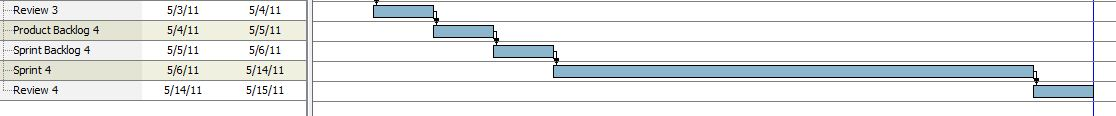 Review 3 5/3/11 5/4/11
Product Backlog 4 5/4/11 5/5/11
Sprint Backlog 4 5/5/11 5/6/11
Sprint 4 5/6/11 5/14/11
Review 4 5/14/11 5/15/11